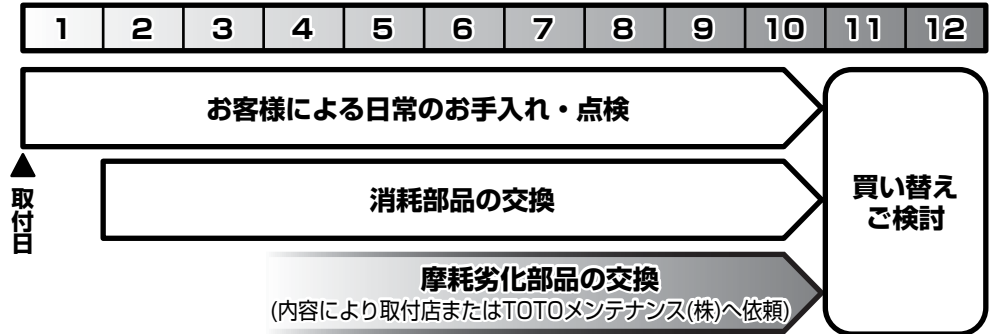 1 2 3 4 5 6 7 8 9 10 11 12
お客様による日常のお手入れ・点検
取付日
消耗部品の交換
買い替え
ご検討
摩耗劣化部品の交換
(内容により取付店またはTOTOメンテナンス(株)へ依頼)